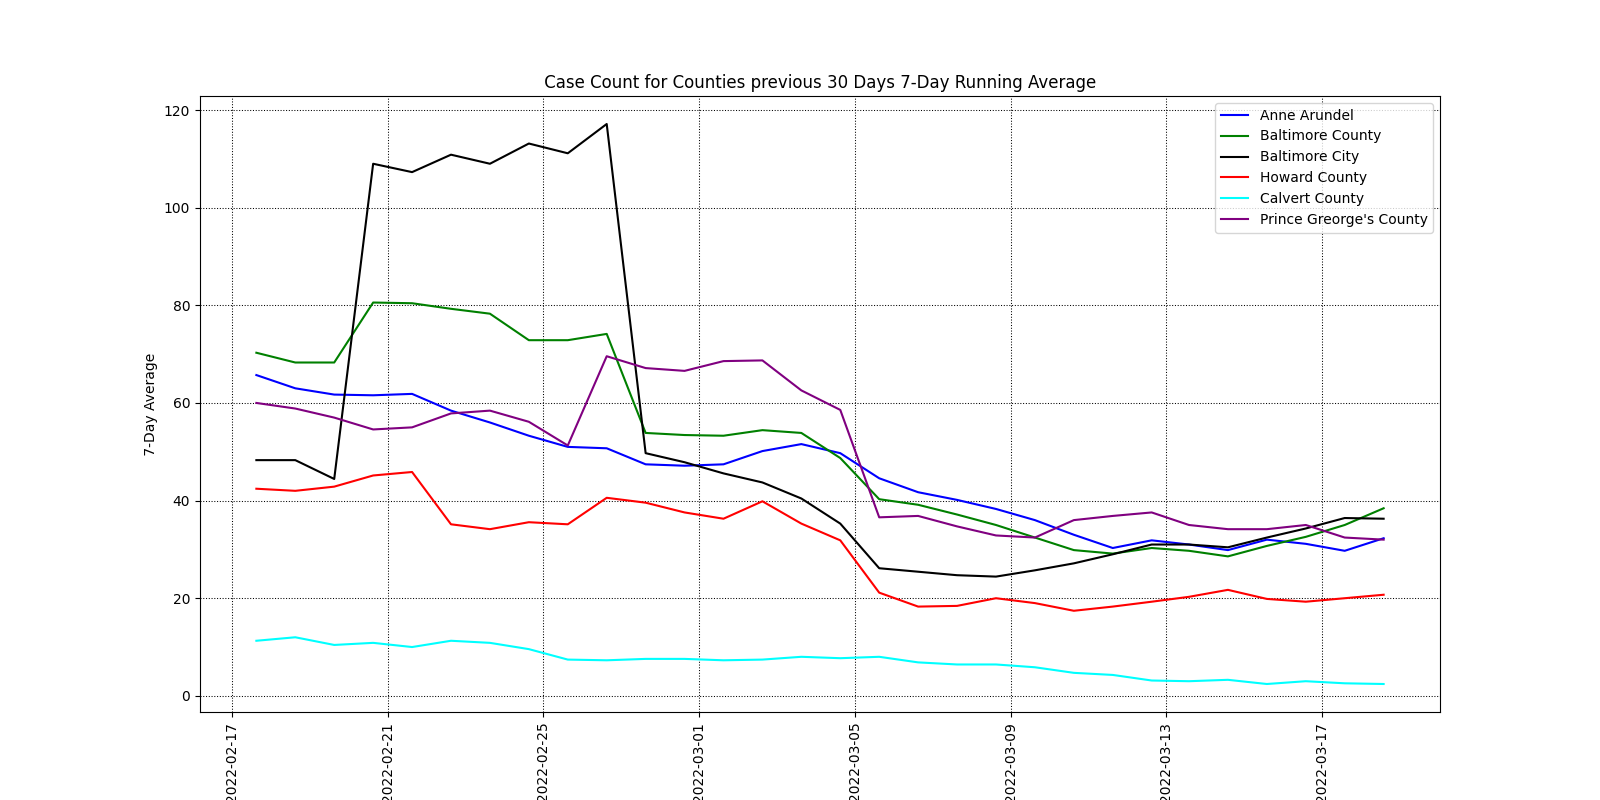 Case Count for Counties previous 30 Days 7-Day Running Average
120
100
80
60
40
20
0
7-Day Average
Anne Arundel
Baltimore County
Baltimore City
Howard County
Calvert County
Prince Greorge's County
2022-02-17
2022-02-21
2022-02-25
2022-03-01
2022-03-05
2022-03-09
2022-03-13
2022-03-17